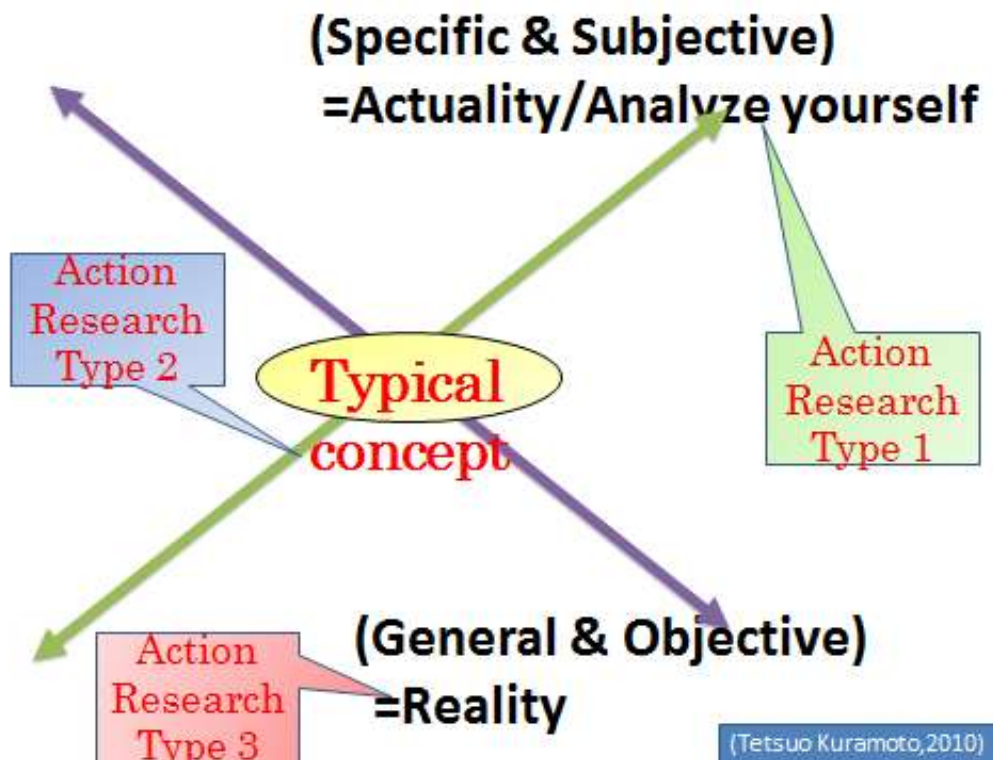 (Specific & Subjective)
=Actuality/Analyze yourself
Action
Research
Type 2
Typical
concept
Action
Research
Type 1
(General & Objective)
=Reality
Action
Research
Type 3
(Tetsuo Kuramoto,2010)